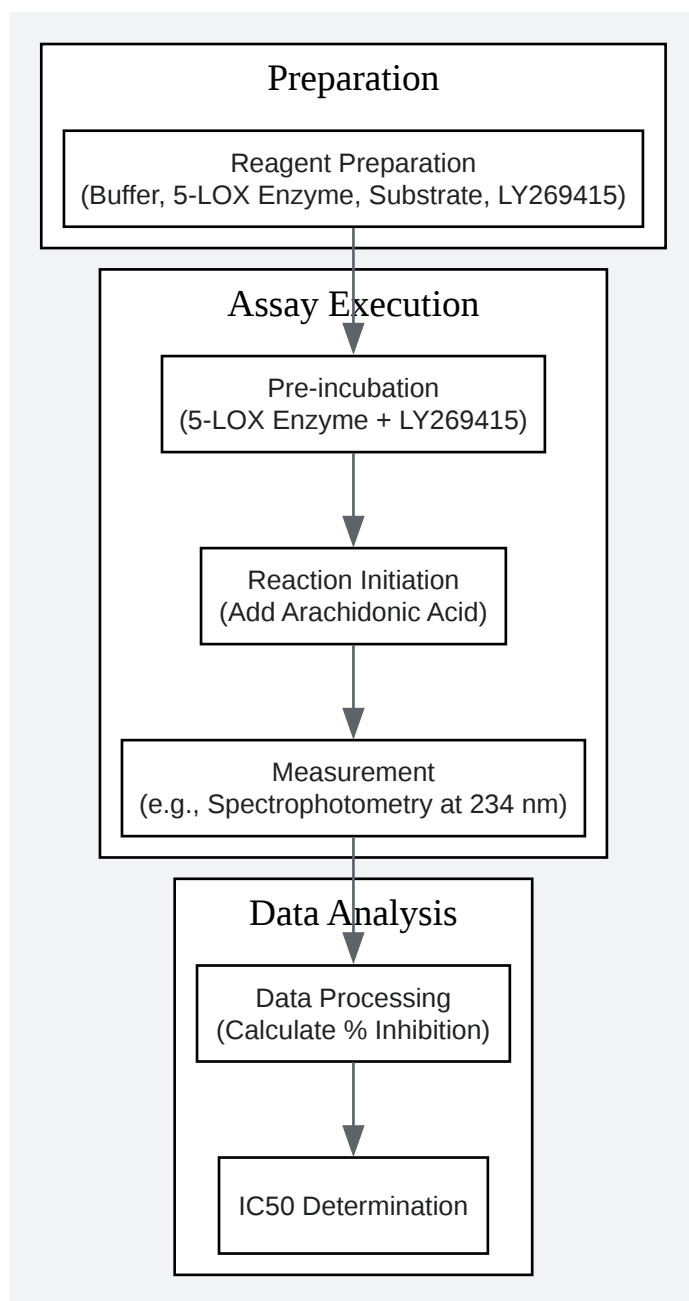 Preparation
Reagent Preparation
(Buffer, 5-LOX Enzyme, Substrate, LY269415)
Assay Execution
Pre-incubation
(5-LOX Enzyme + LY269415)
Reaction Initiation
(Add Arachidonic Acid)
Measurement
(e.g., Spectrophotometry at 234 nm)
Data Analysis
Data Processing
(Calculate % Inhibition)
IC50 Determination